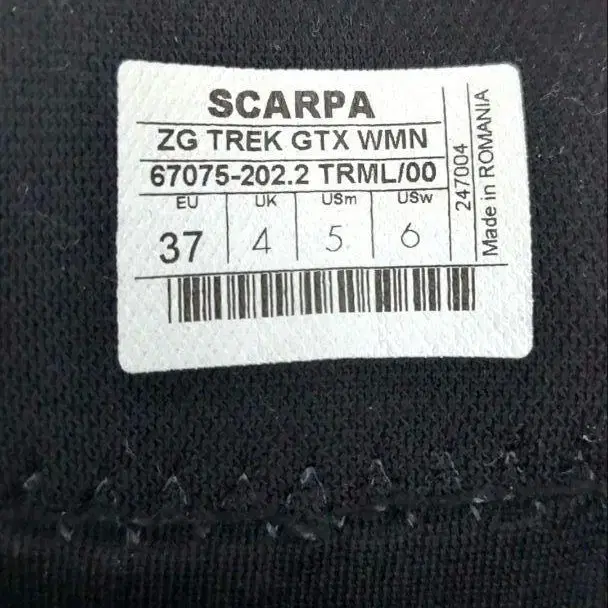 SCARPA
ZG TREK GTX WMN
67075-202.2 TRML/00
EU UK USm USw
37 4 5 6
247004
Made in ROMANIA